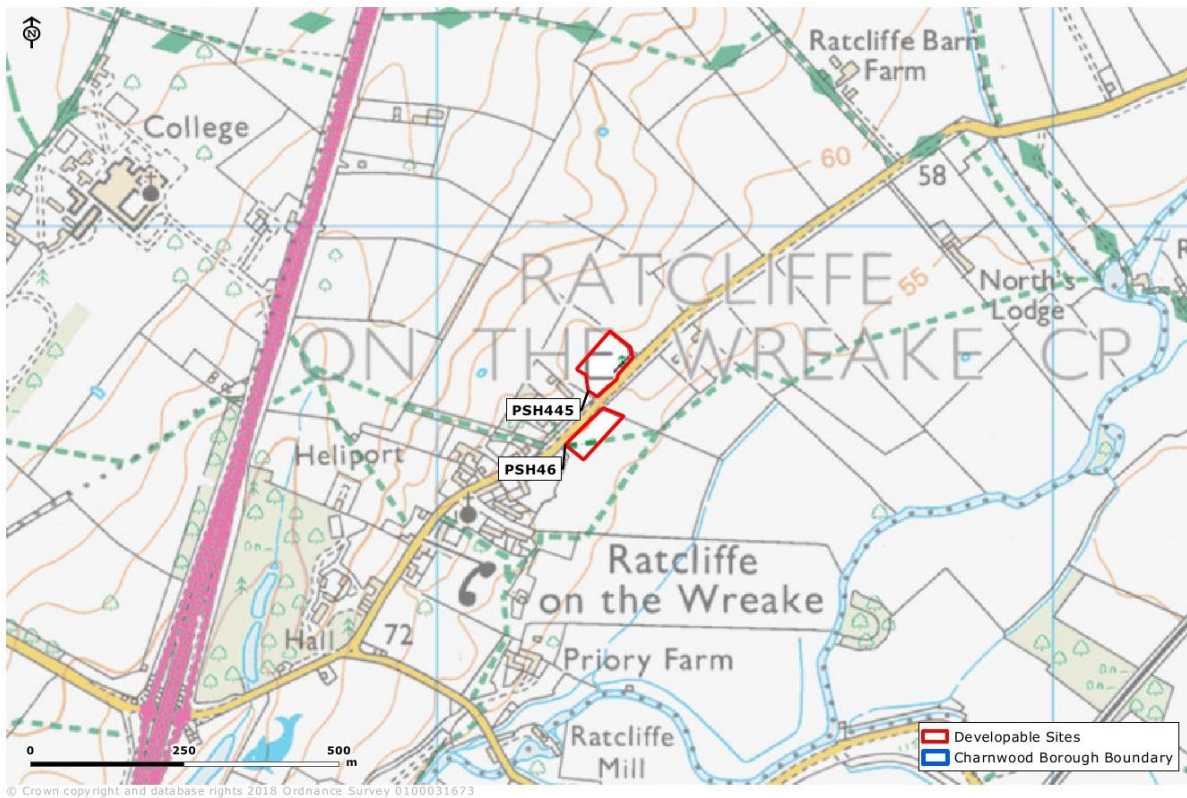 N
Ratcliffe Barn
Farm
College
60
58
RATCLIFFE
55
North's
Lodge
ON THE WREAKE CP
PSH445
PSH46
Heliport
Ratcliffe
on the Wreake
Hall
72
Priory Farm
Ratcliffe
Mill
0
250
500
m
Developable Sites
Charnwood Borough Boundary
© Crown copyright and database rights 2018 Ordnance Survey 0100031673